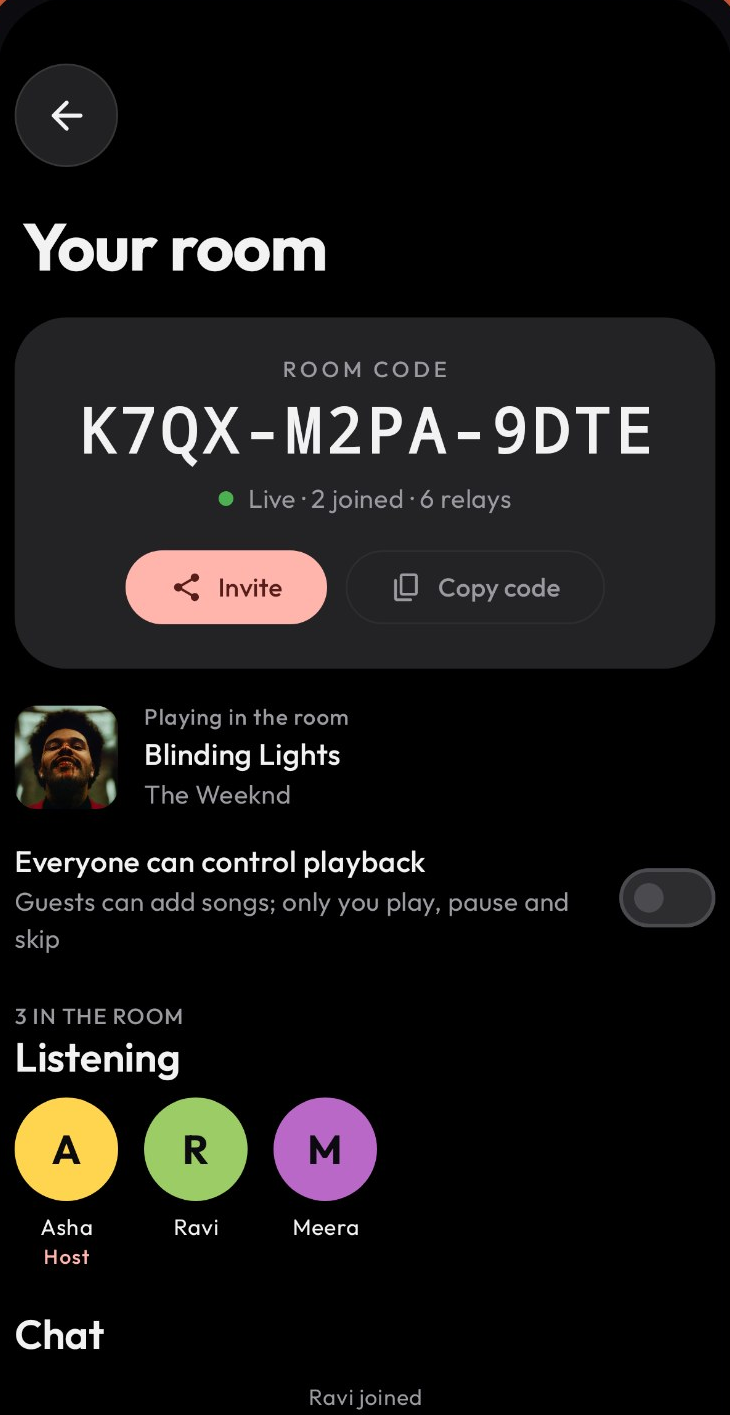 Your room
ROOM CODE
K7QX-M2PA-9DTE
Live · 2 joined · 6 relays
Invite
Copy code
Playing in the room
Blinding Lights
The Weeknd
Everyone can control playback
Guests can add songs; only you play, pause and
skip
3 IN THE ROOM
Listening
A
R
M
Asha
Ravi
Meera
Host
Chat
Ravi joined